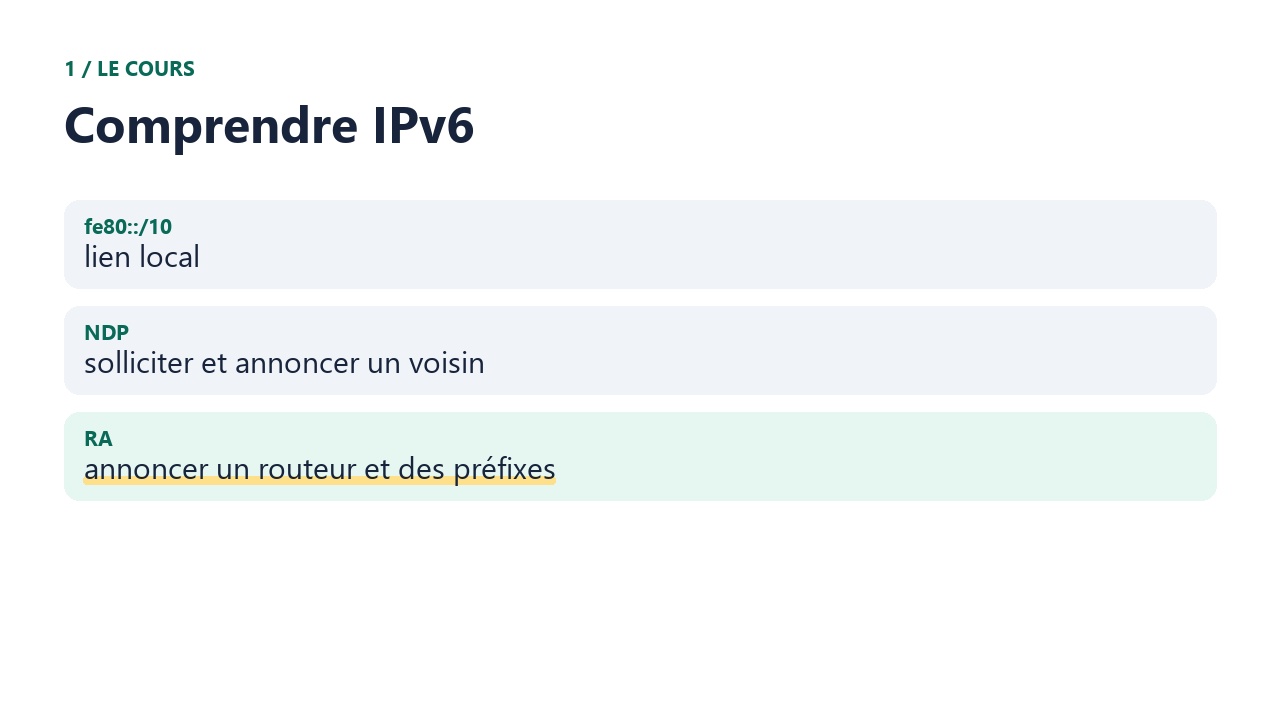 1 / LE COURS
Comprendre IPv6
fe80::/10
lien local
NDP
solliciter et annoncer un voisin
RA
annoncer un routeur et des préfixes